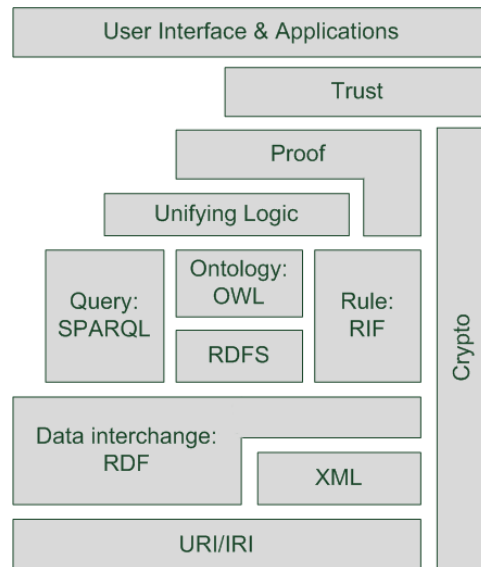 User Interface & Applications
Trust
Proof
Unifying Logic
Query:
SPARQL
Ontology:
OWL
RDFS
Rule:
RIF
Crypto
Data interchange:
RDF
XML
URI/IRI